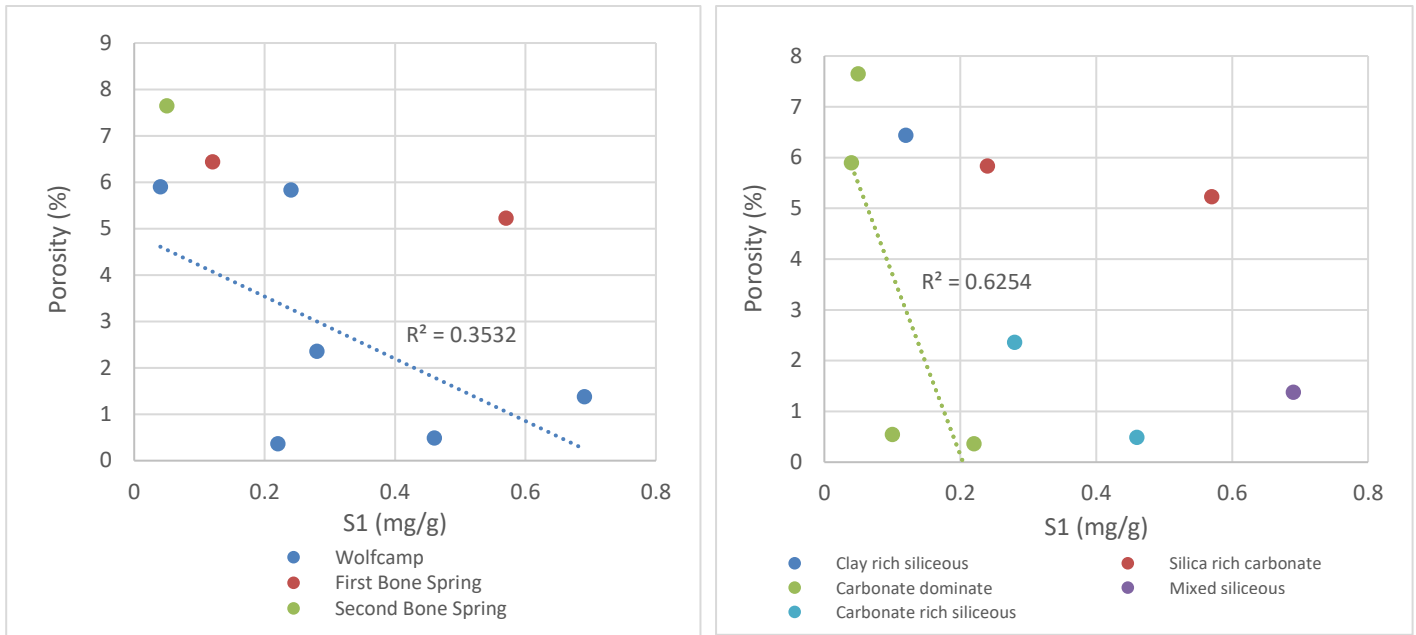 9
8
7
6
5
4
3
2
1
0
Porosity (%)
R² = 0.3532
0 0.2 0.4 0.6 0.8
S1 (mg/g)
Wolfcamp
First Bone Spring
Second Bone Spring
8
7
6
5
4
3
2
1
0
Porosity (%)
R² = 0.6254
0 0.2 0.4 0.6 0.8
S1 (mg/g)
Clay rich siliceous Silica rich carbonate
Carbonate dominate Mixed siliceous
Carbonate rich siliceous